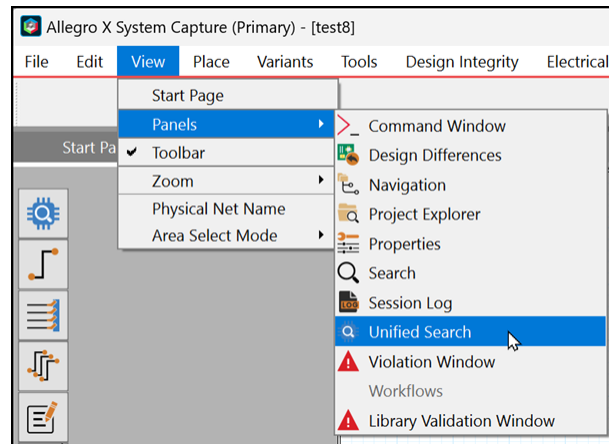 Allegro X System Capture (Primary) - [test8]
File Edit View Place Variants Tools Design Integrity Electrical
Start Page
Panels
Start Pa
Toolbar
Zoom
Physical Net Name
Area Select Mode
Command Window
Design Differences
Navigation
Project Explorer
Properties
Search
LOG
Session Log
Unified Search
Violation Window
Workflows
Library Validation Window